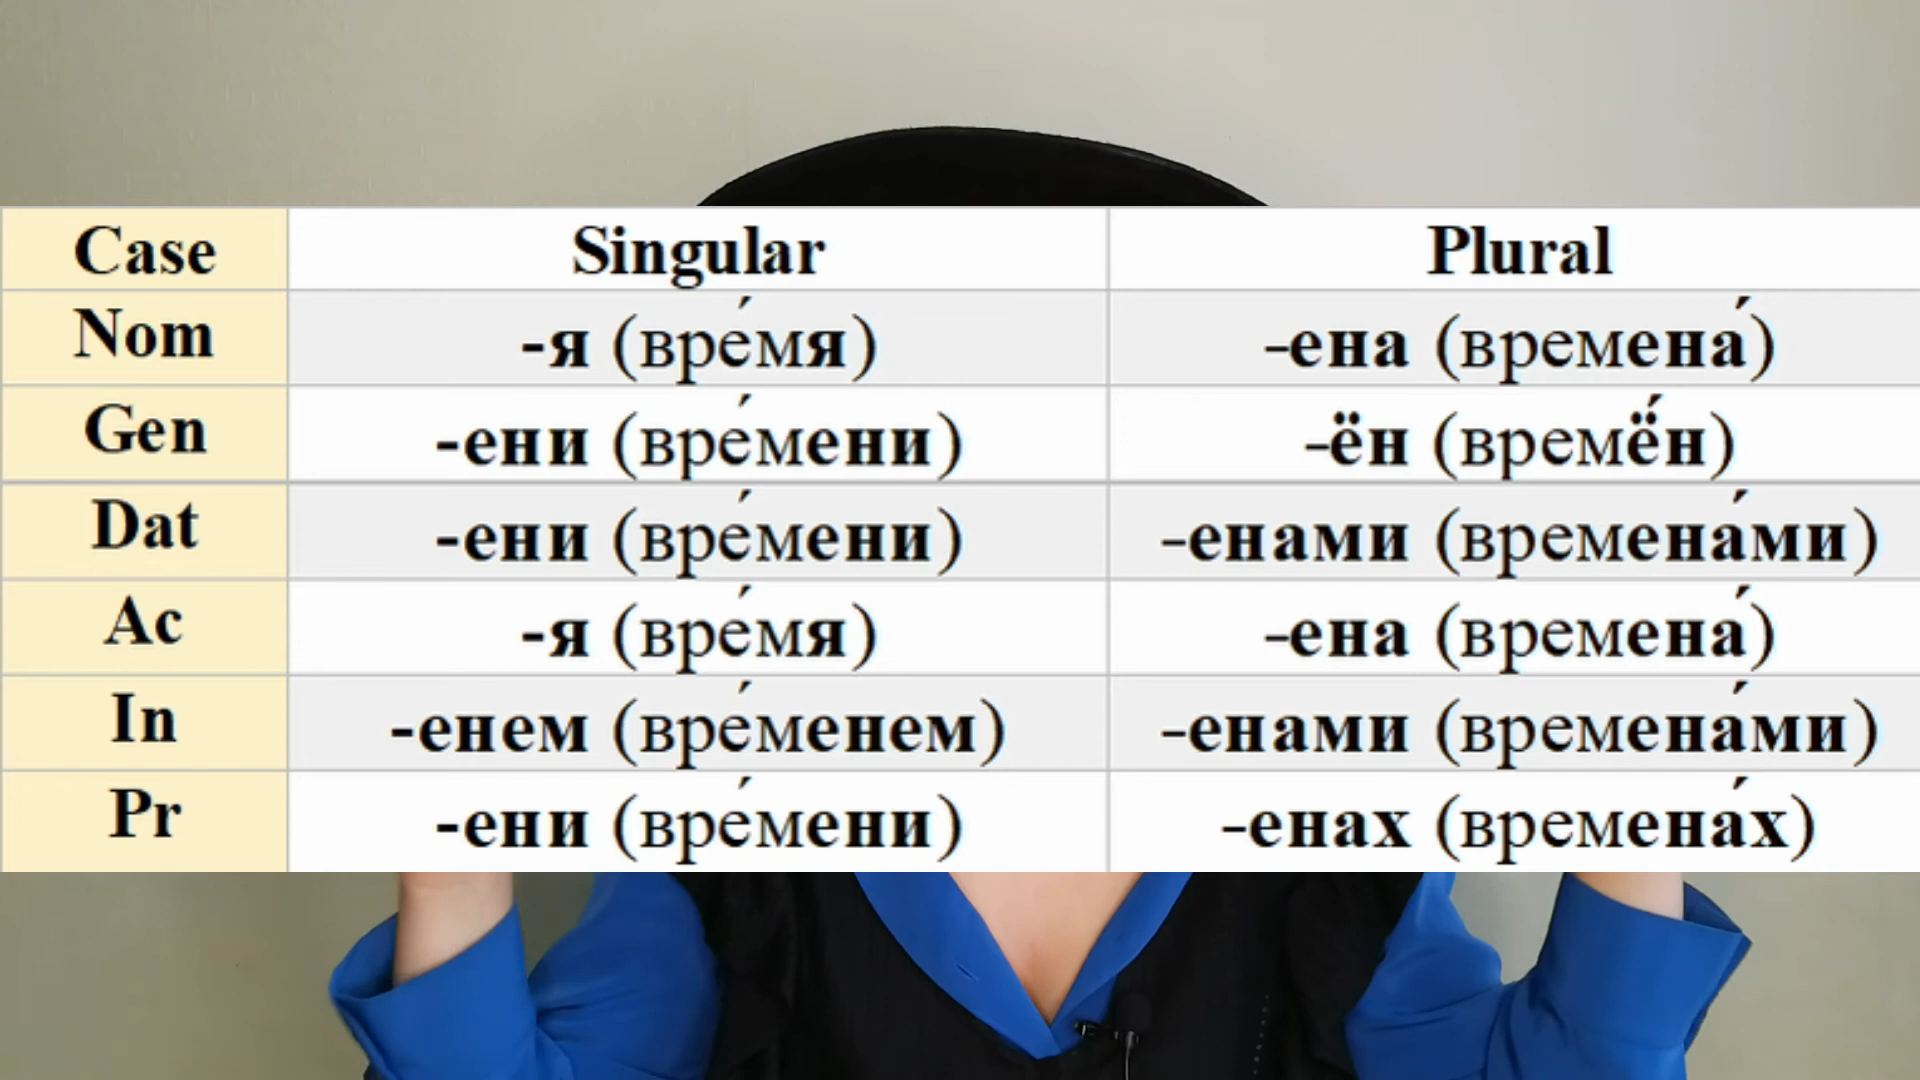 Case Singular Plural
Nom -я (вре́мя) -ена (времена́)
Gen -ени (вре́мени) -ён (времё́н)
Dat -ени (вре́мени) -енами (времена́ми)
Ac -я (вре́мя) -ена (времена́)
In -енем (вре́менем) -енами (времена́ми)
Pr -ени (вре́мени) -енах (времена́х)